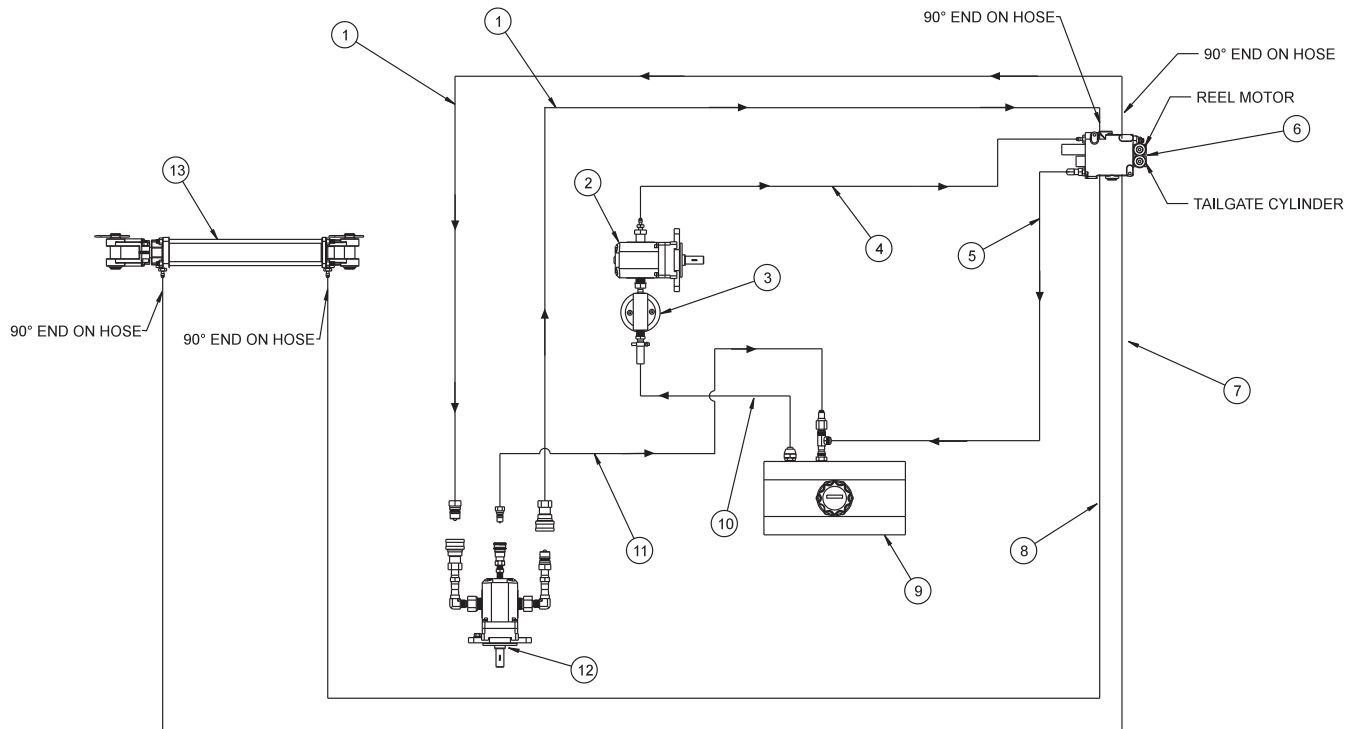 90° END ON HOSE
1
1
90° END ON HOSE
REEL MOTOR
6
13
2
TAILGATE CYLINDER
4
5
3
90° END ON HOSE
90° END ON HOSE
7
10
11
8
9
12